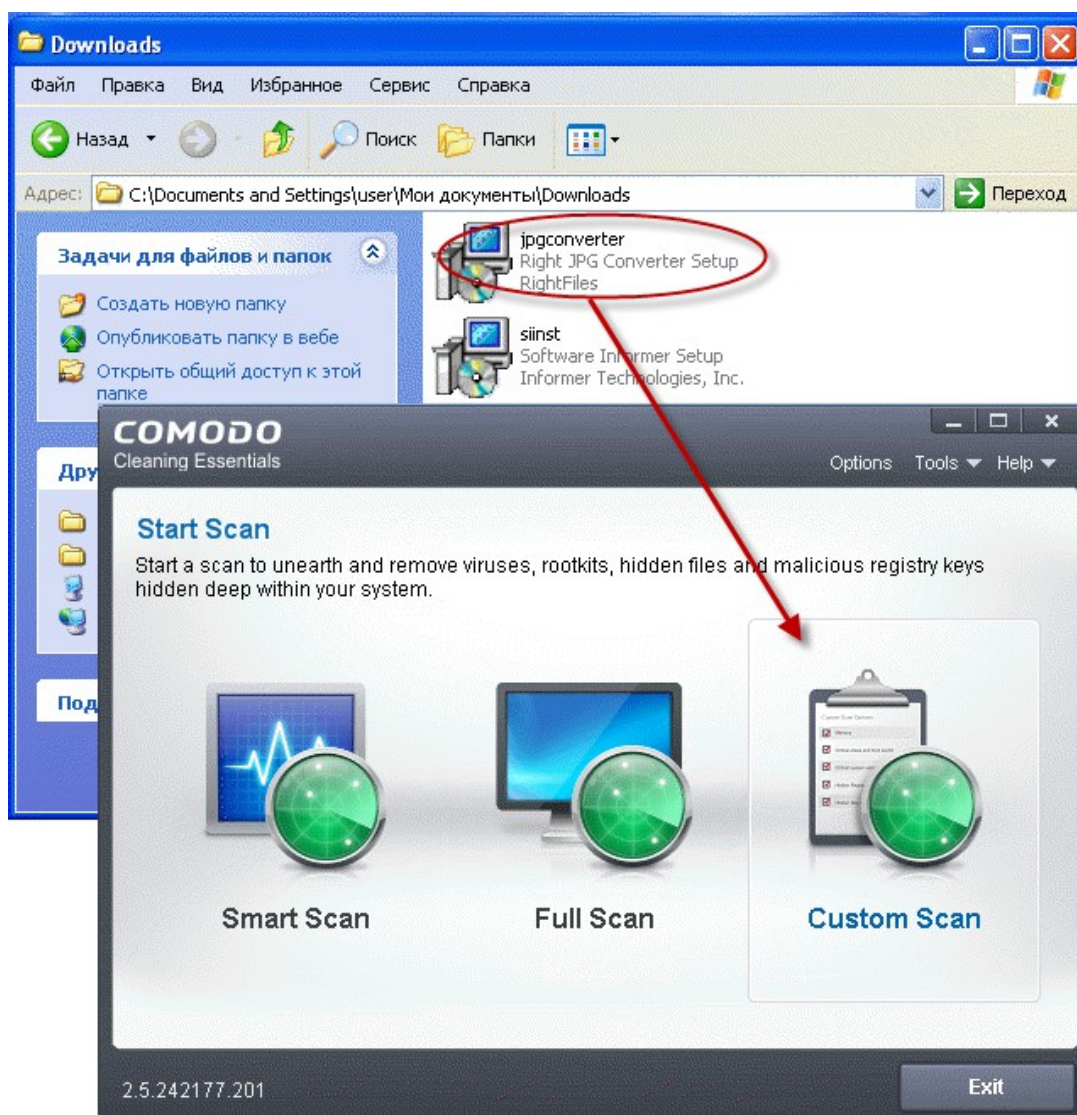 Downloads
Файл Правка Вид Избранное Сервис Справка
Назад Поиск Папки
Адрес: C:\Documents and Settings\user\Мои документы\Downloads Переход
Задачи для файлов и папок
Создать новую папку
Опубликовать папку в вебе
Открыть общий доступ к этой
папке
Дру
Под
jpgconverter
Right JPG Converter Setup
RightFiles
siinst
Software Informer Setup
Informer Technologies, Inc.
COMODO
Cleaning Essentials
Options Tools Help
Start Scan
Start a scan to unearth and remove viruses, rootkits, hidden files and malicious registry keys
hidden deep within your system.
Smart Scan
Full Scan
Custom Scan
2.5.242177.201
Exit